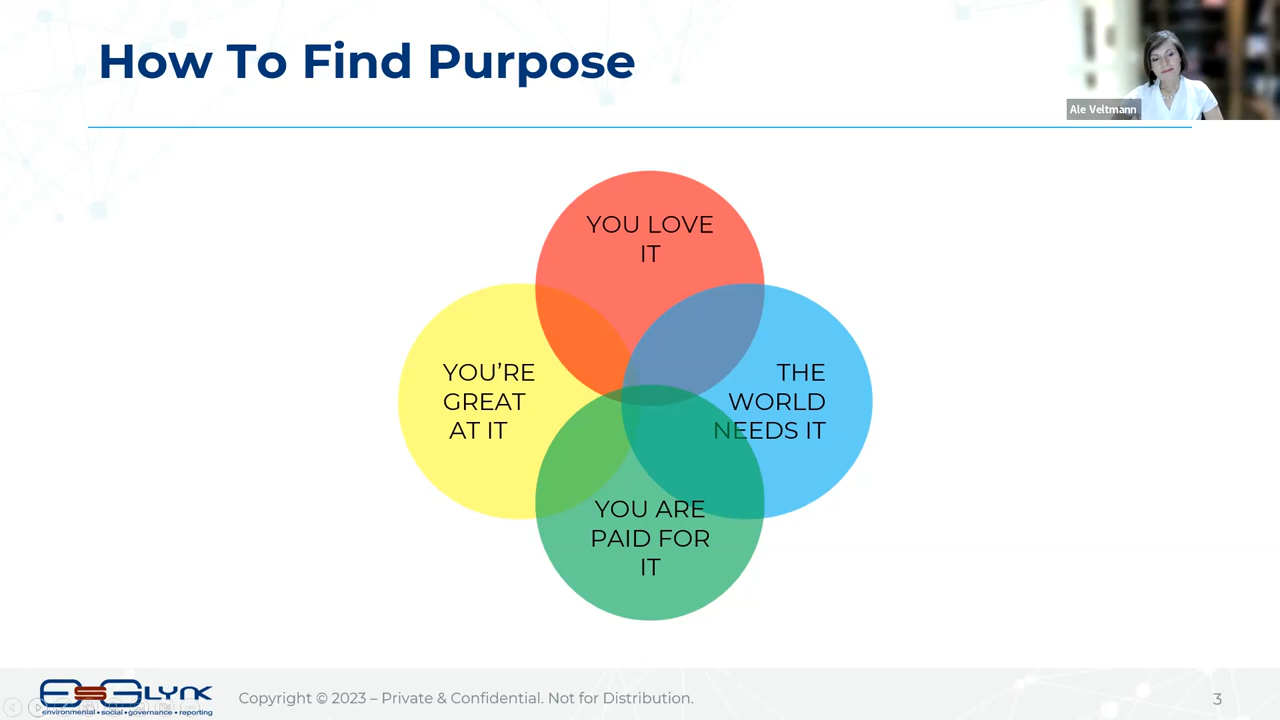 How To Find Purpose
Ale Veltmann
YOU LOVE
IT
YOU'RE
GREAT
AT IT
THE
WORLD
NEEDS IT
YOU ARE
PAID FOR
IT
ESGLYNK
environmental • social • governance • reporting
Copyright © 2023 – Private & Confidential. Not for Distribution.
3